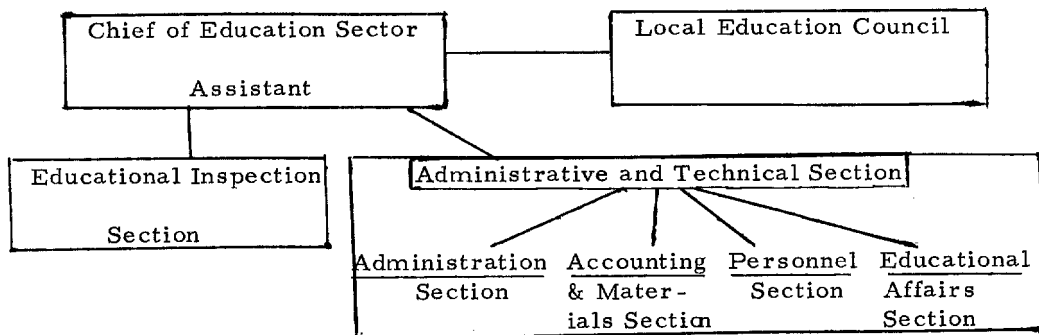 Chief of Education Sector
Assistant
Local Education Council
Educational Inspection
Section
Administrative and Technical Section
Administration
Section
Accounting
& Mater-
ials Section
Personnel
Section
Educational
Affairs
Section